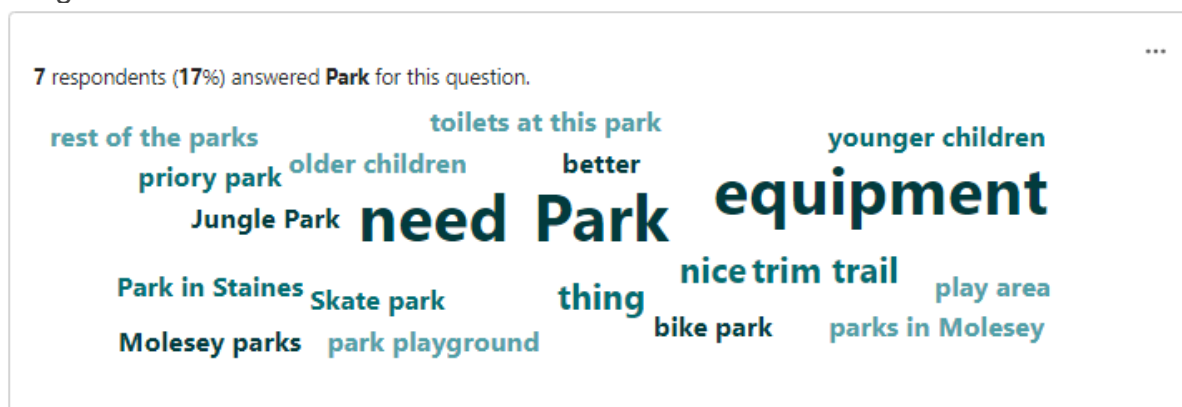 ...
7 respondents (17%) answered Park for this question.
toilets at this park
rest of the parks
younger children
older children
better
priory park
equipment
Jungle Park
need
Park
nice
trim trail
Park in Staines
play area
Skate park
thing
bike park
parks in Molesey
Molesey parks
park playground